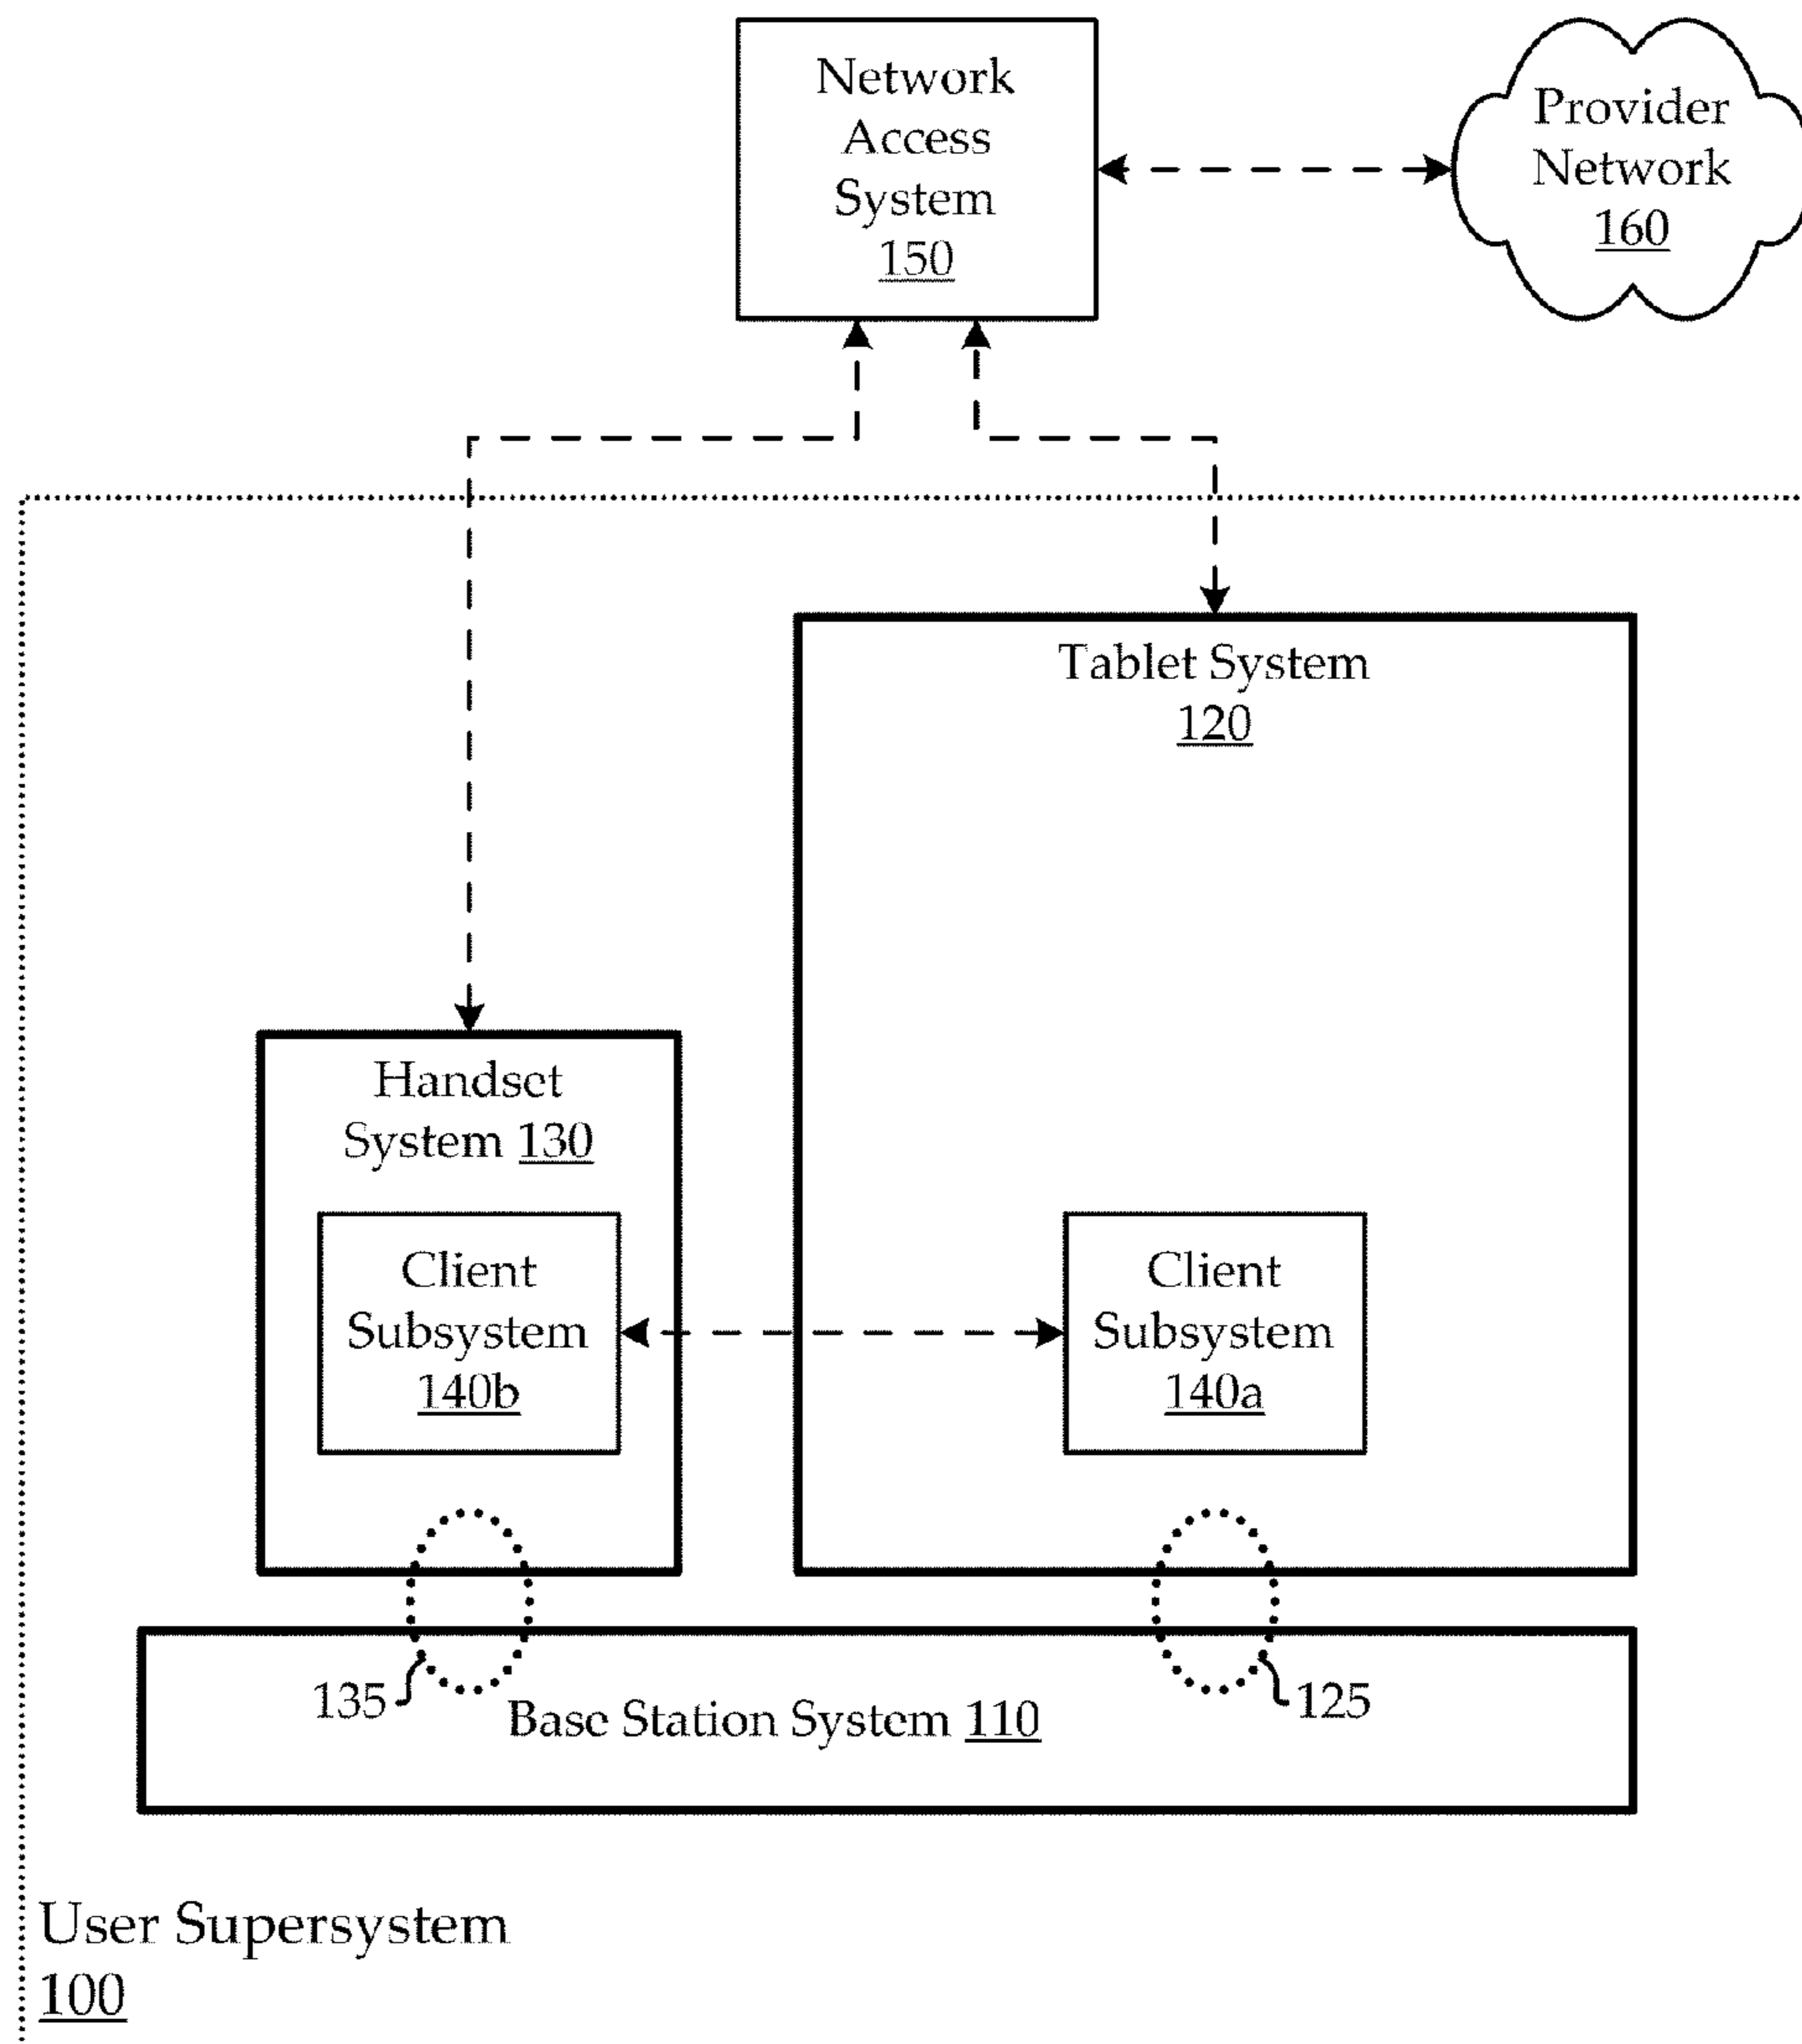 Network
Access
System
150
Provider
Network
160
Tablet System
120
Handset
System 130
Client
Subsystem
140b
Client
Subsystem
140a
135
Base Station System 110
125
User Supersystem
100